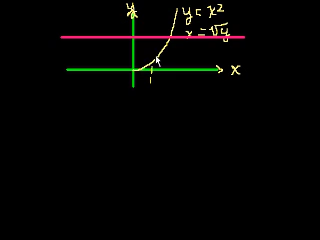 y
y = x²
x = √y
x
1